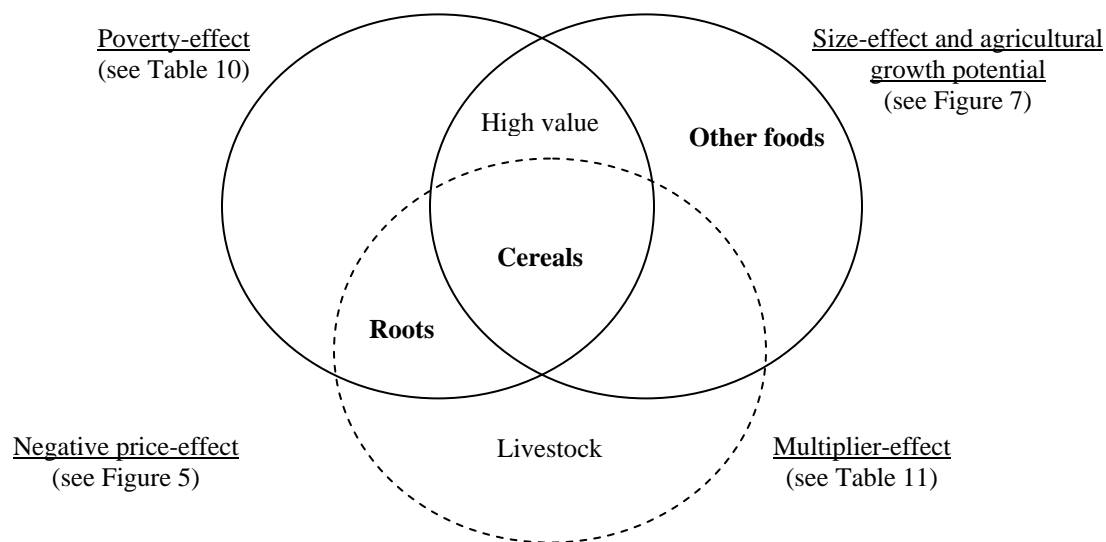 Poverty-effect
(see Table 10)
Size-effect and agricultural
growth potential
(see Figure 7)
High value
Other foods
Cereals
Roots
Negative price-effect
(see Figure 5)
Livestock
Multiplier-effect
(see Table 11)